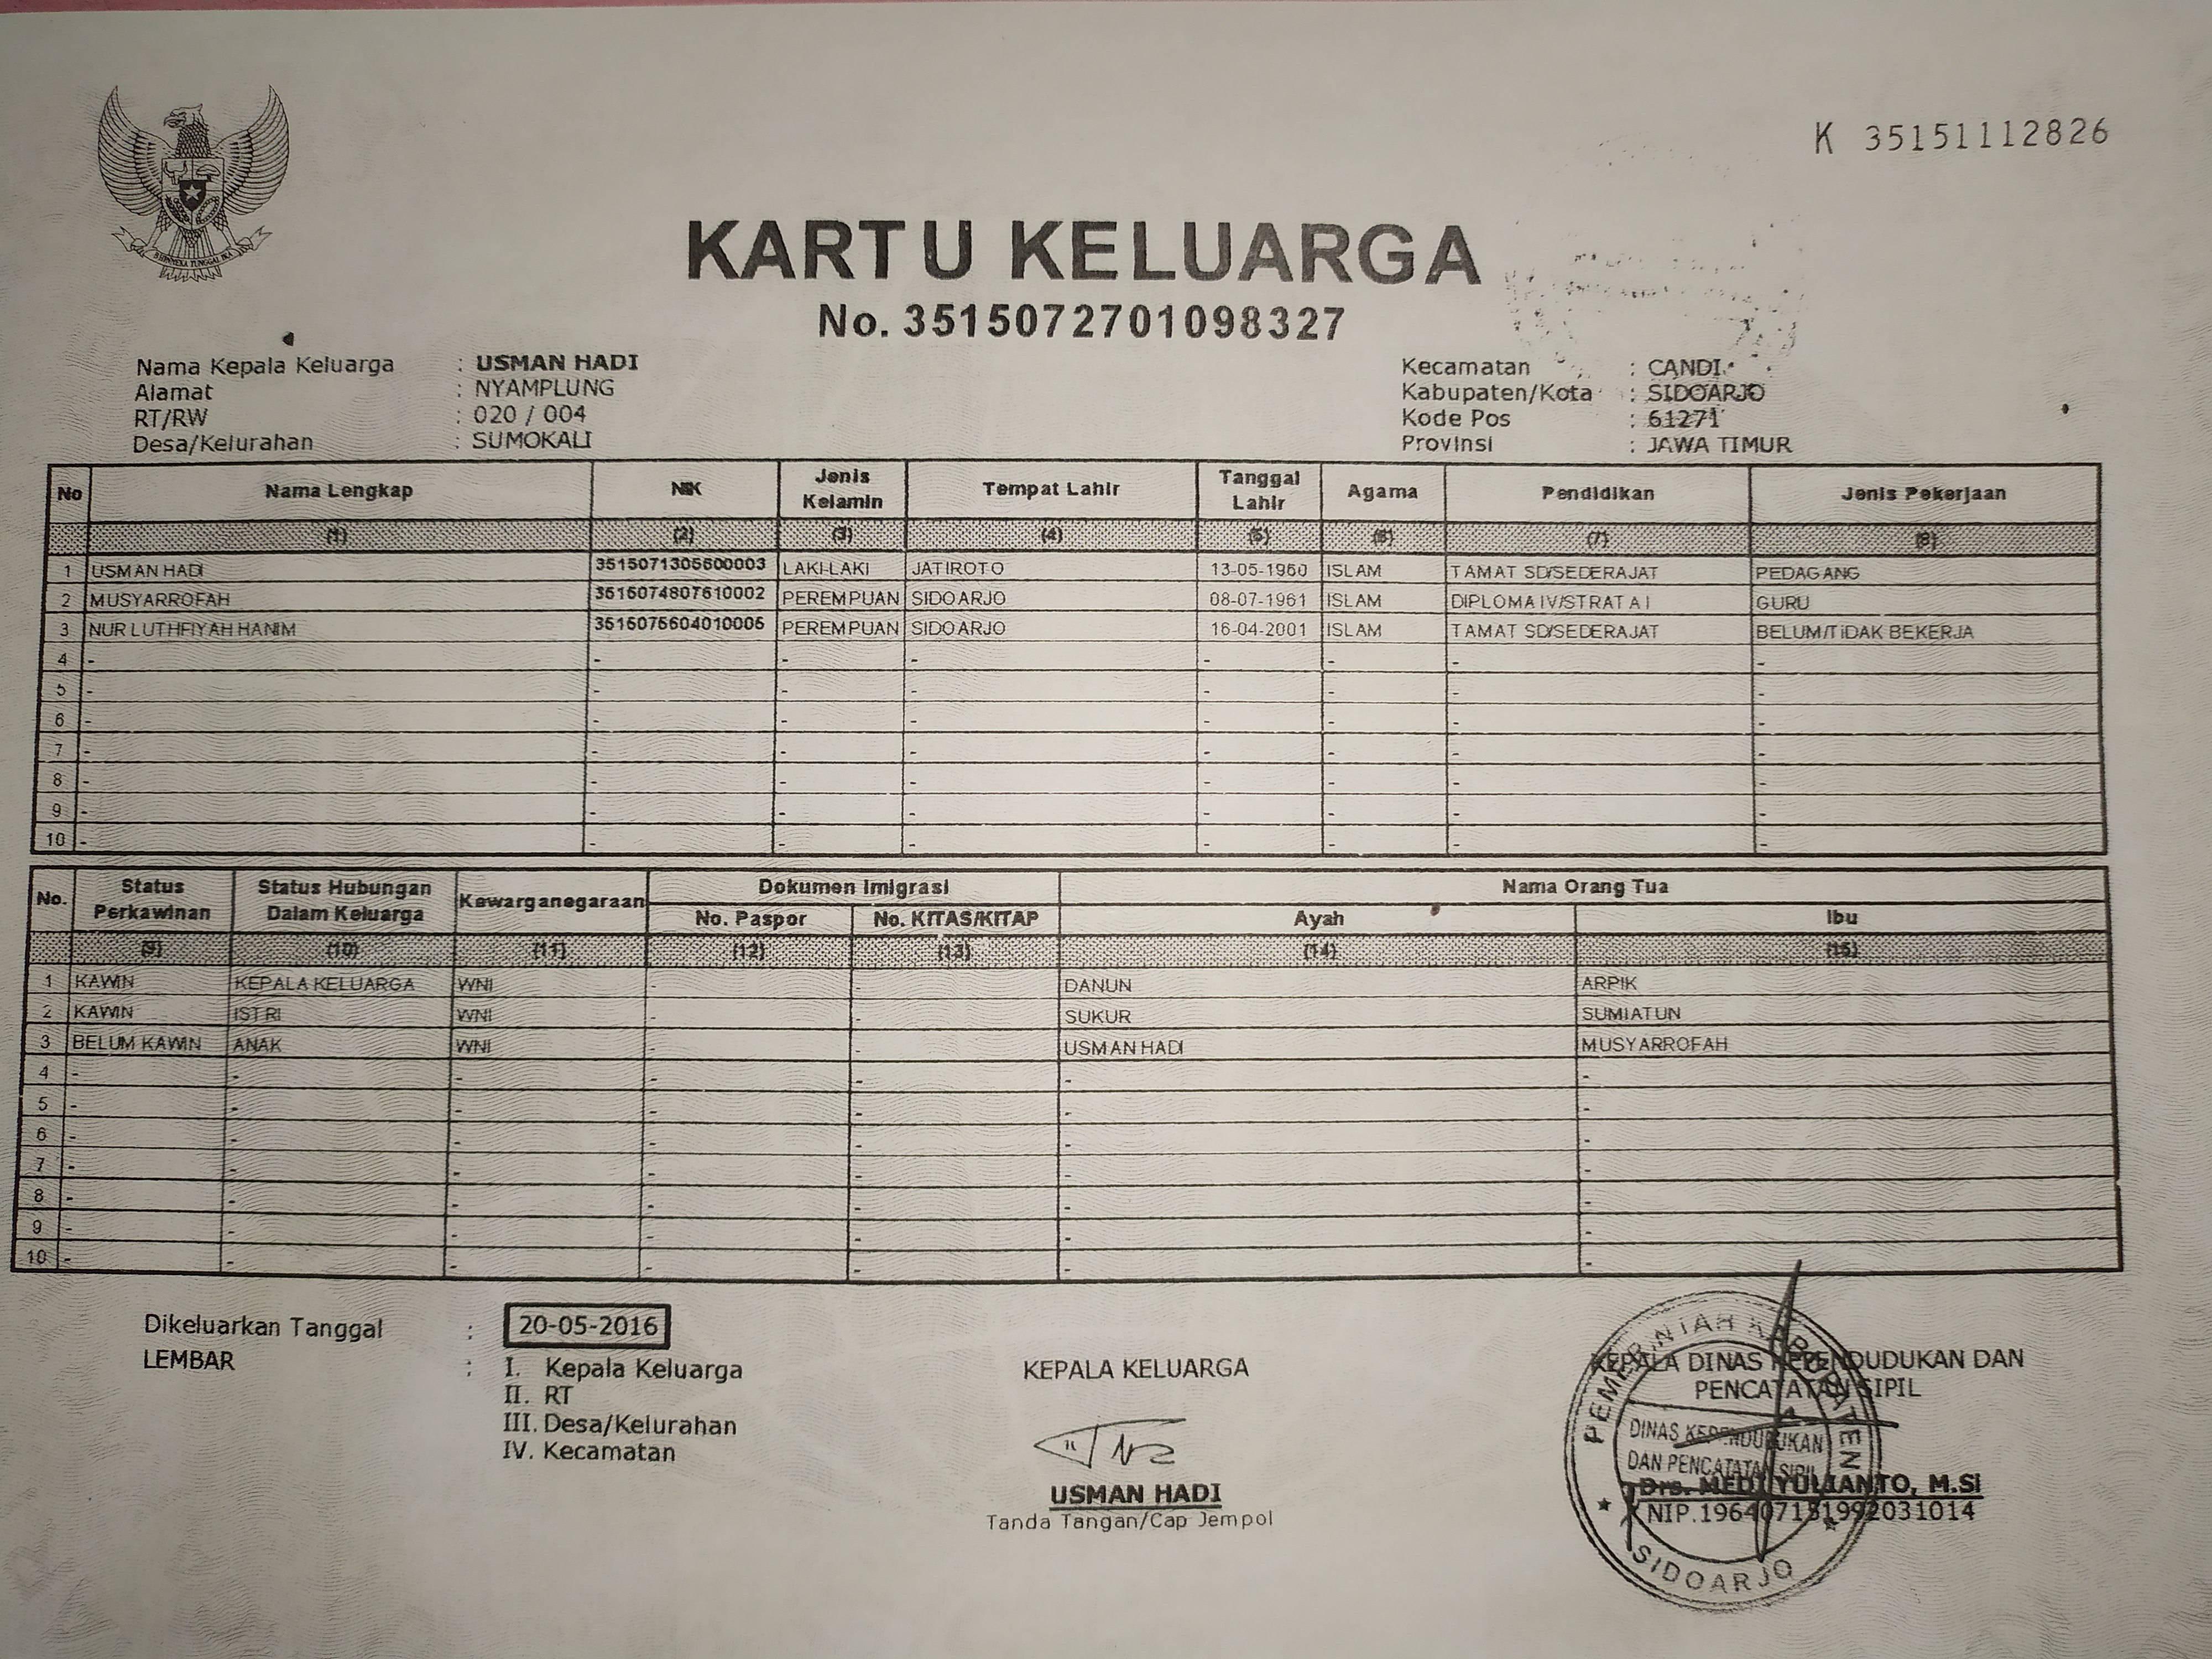 K 35151112826
KARTU KELUARGA
No. 3515072701098327
Nama Kepala Keluarga : USMAN HADI
Alamat : NYAMPLUNG
RT/RW : 020 / 004
Desa/Kelurahan : SUMOKALI
Kecamatan : CANDI
Kabupaten/Kota : SIDOARJO
Kode Pos : 61271
Provinsi : JAWA TIMUR
No Nama Lengkap NIK Jenis Kelamin Tempat Lahir Tanggal Lahir Agama Pendidikan Jenis Pekerjaan
(1) (2) (3) (4) (5) (6) (7) (8)
1 USMAN HADI 3515071305600003 LAKI-LAKI JATIROTO 13-05-1960 ISLAM TAMAT SD/SEDERAJAT PEDAGANG
2 MUSYARROFAH 3515074807610002 PEREMPUAN SIDOARJO 08-07-1961 ISLAM DIPLOMA IV/STRATA I GURU
3 NUR LUTHFIYAH HANIM 3515075604010005 PEREMPUAN SIDOARJO 16-04-2001 ISLAM TAMAT SD/SEDERAJAT BELUM/TIDAK BEKERJA
4 - - - - - - - -
5 - - - - - - - -
6 - - - - - - - -
7 - - - - - - - -
8 - - - - - - - -
9 - - - - - - - -
10 - - - - - - - -
No. Status Perkawinan Status Hubungan Dalam Keluarga Kewarganegaraan Dokumen Imigrasi Nama Orang Tua
No. Paspor No. KITAS/KITAP Ayah Ibu
(9) (10) (11) (12) (13) (14) (15)
1 KAWIN KEPALA KELUARGA WNI - - DANUN ARPIK
2 KAWIN ISTRI WNI - - SUKUR SUMIATUN
3 BELUM KAWIN ANAK WNI - - USMAN HADI MUSYARROFAH
4 - - - - - - -
5 - - - - - - -
6 - - - - - - -
7 - - - - - - -
8 - - - - - - -
9 - - - - - - -
10 - - - - - - -
Dikeluarkan Tanggal : 20-05-2016
LEMBAR : I. Kepala Keluarga
II. RT
III. Desa/Kelurahan
IV. Kecamatan
KEPALA KELUARGA
USMAN HADI
Tanda Tangan/Cap Jempol
KEPALA DINAS KEPENDUDUKAN DAN
PENCATATAN SIPIL
PEMERINTAH KABUPATEN
DINAS KEPENDUDUKAN
DAN PENCATATAN SIPIL
Drs. MEDI YULIANTO, M.Si
NIP.196407151992031014
SIDOARJO